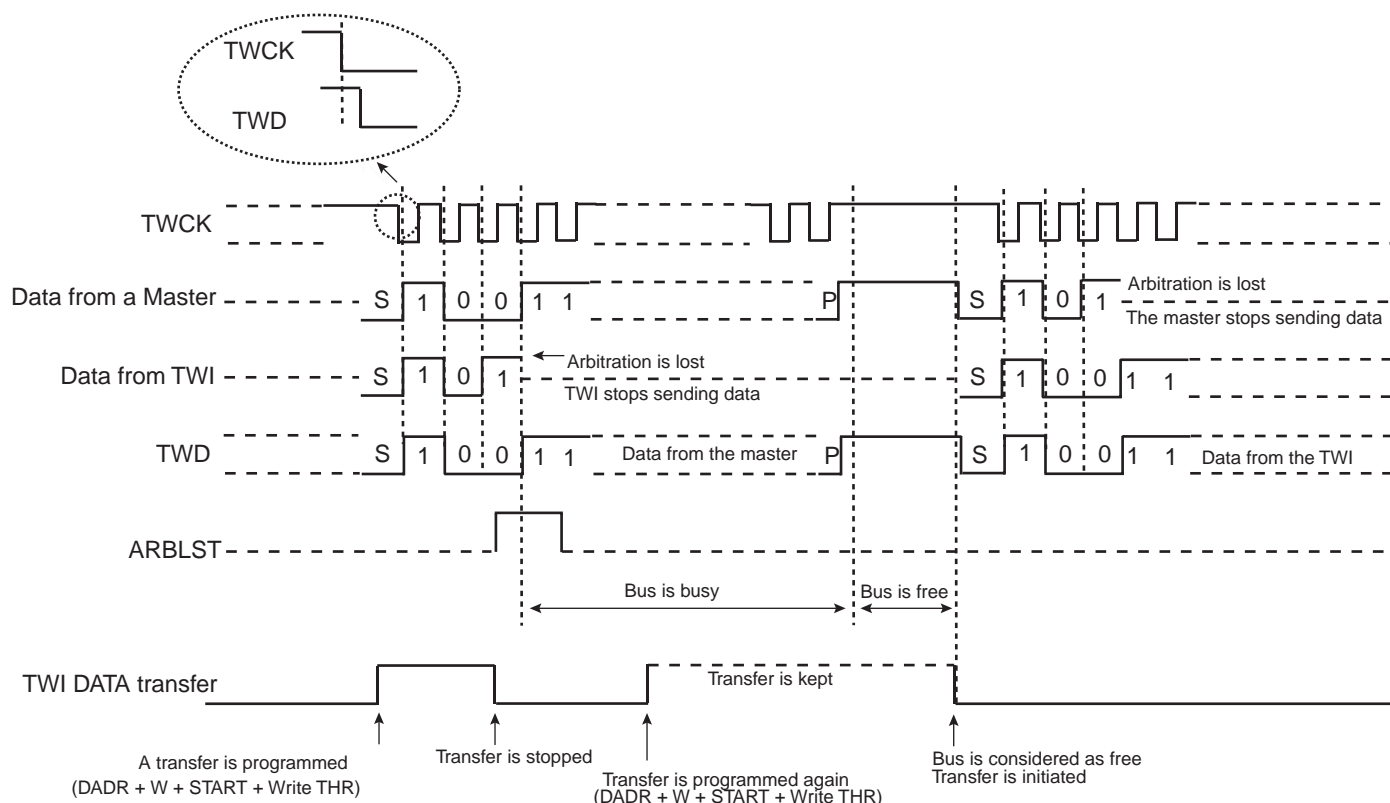 TWCK
TWD
TWCK
Data from a Master
S 1 0 0 1 1
P
S 1 0 1
Arbitration is lost
The master stops sending data
Data from TWI
S 1 0 1
Arbitration is lost
TWI stops sending data
S 1 0 0 1 1
TWD
S 1 0 0 1 1
Data from the master
P
S 1 0 0 1 1
Data from the TWI
ARBLST
Bus is busy
Bus is free
TWI DATA transfer
Transfer is kept
A transfer is programmed
(DADR + W + START + Write THR)
Transfer is stopped
Transfer is programmed again
(DADR + W + START + Write THR)
Bus is considered as free
Transfer is initiated